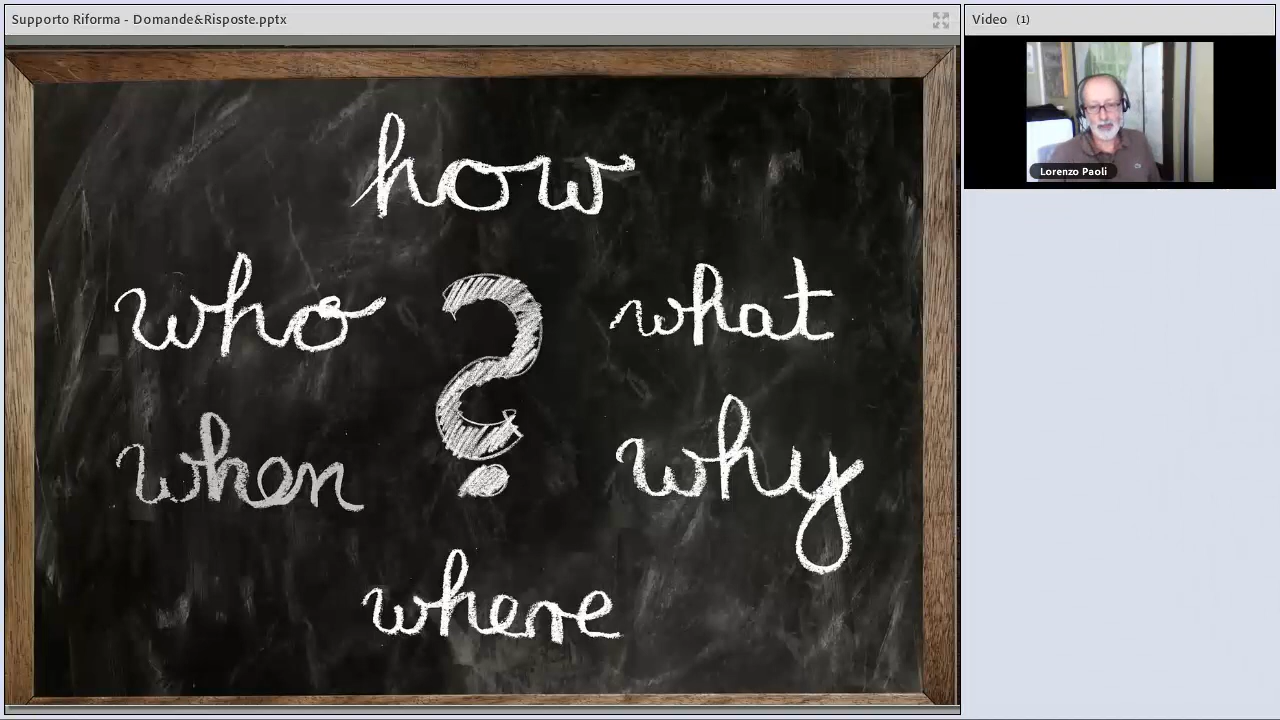 Supporto Riforma - Domande&Risposte.pptx
Video (1)
Lorenzo Paoli
how
who ? what
when why
where